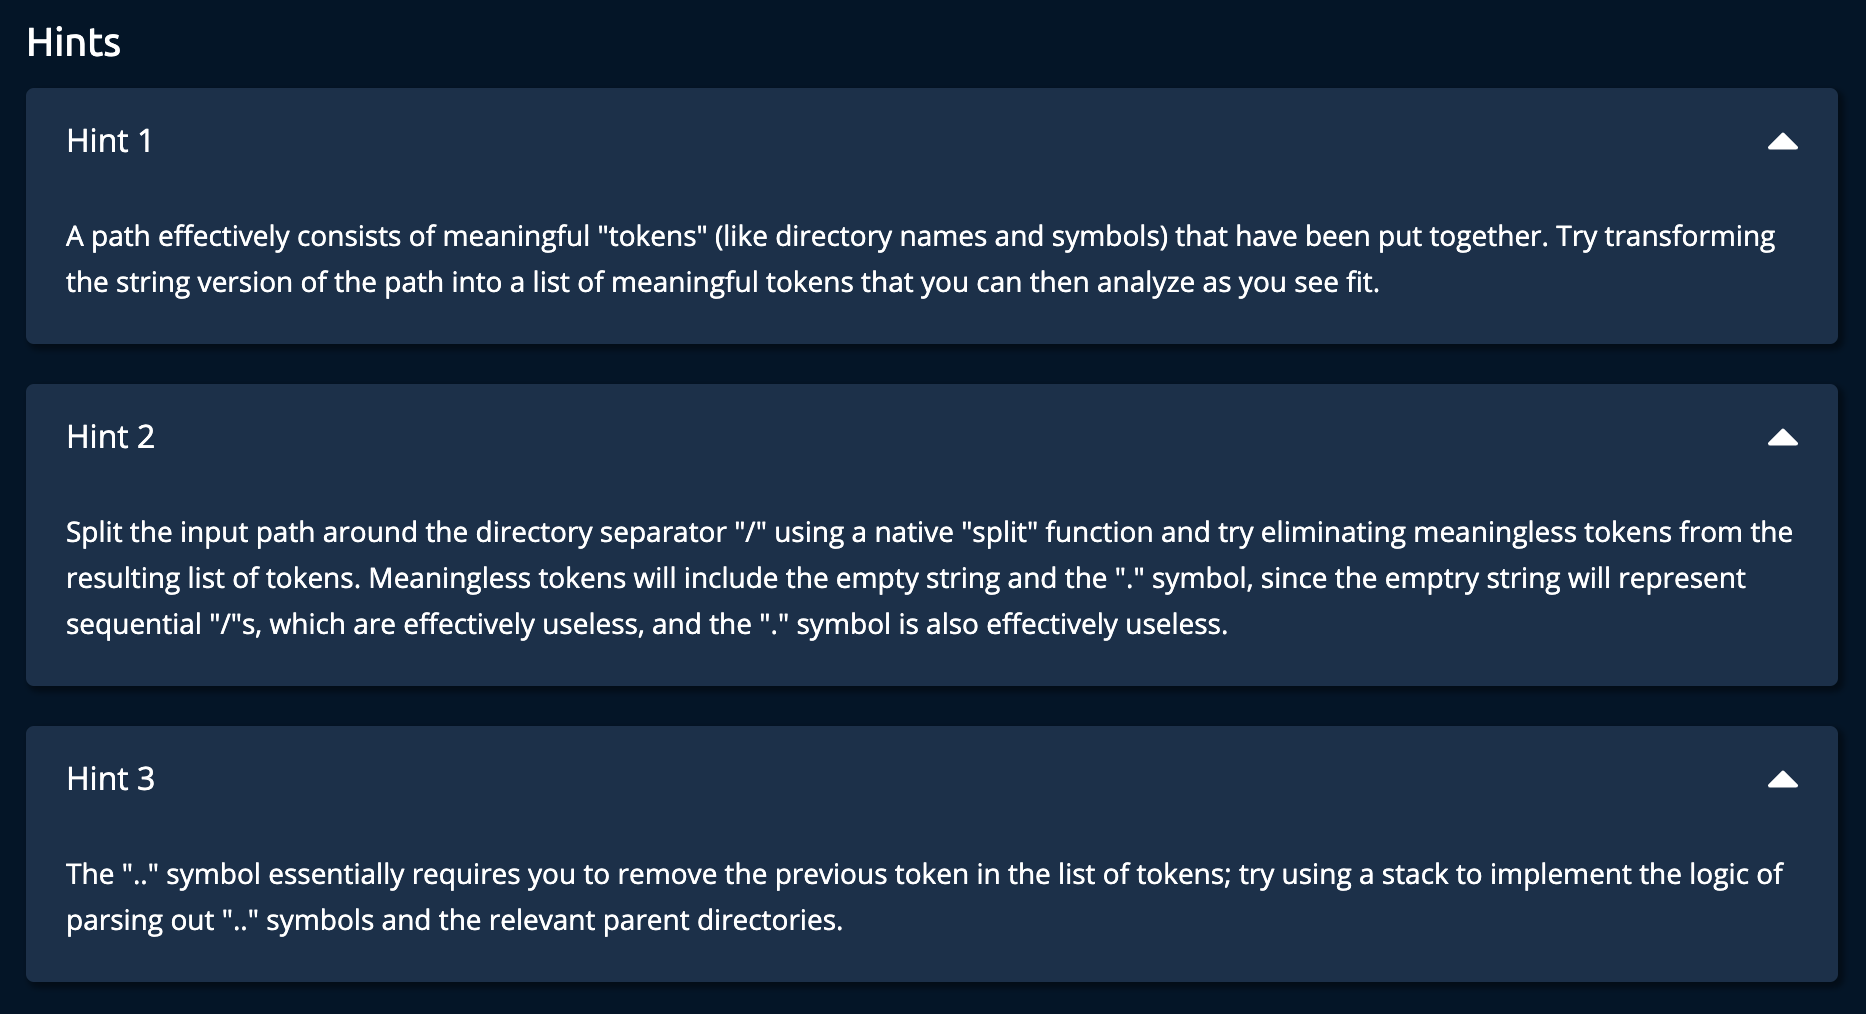 Hints
Hint 1
A path effectively consists of meaningful "tokens" (like directory names and symbols) that have been put together. Try transforming
the string version of the path into a list of meaningful tokens that you can then analyze as you see fit.
Hint 2
Split the input path around the directory separator "/" using a native "split" function and try eliminating meaningless tokens from the
resulting list of tokens. Meaningless tokens will include the empty string and the "." symbol, since the emptry string will represent
sequential "/"s, which are effectively useless, and the "." symbol is also effectively useless.
Hint 3
The ".." symbol essentially requires you to remove the previous token in the list of tokens; try using a stack to implement the logic of
parsing out ".." symbols and the relevant parent directories.